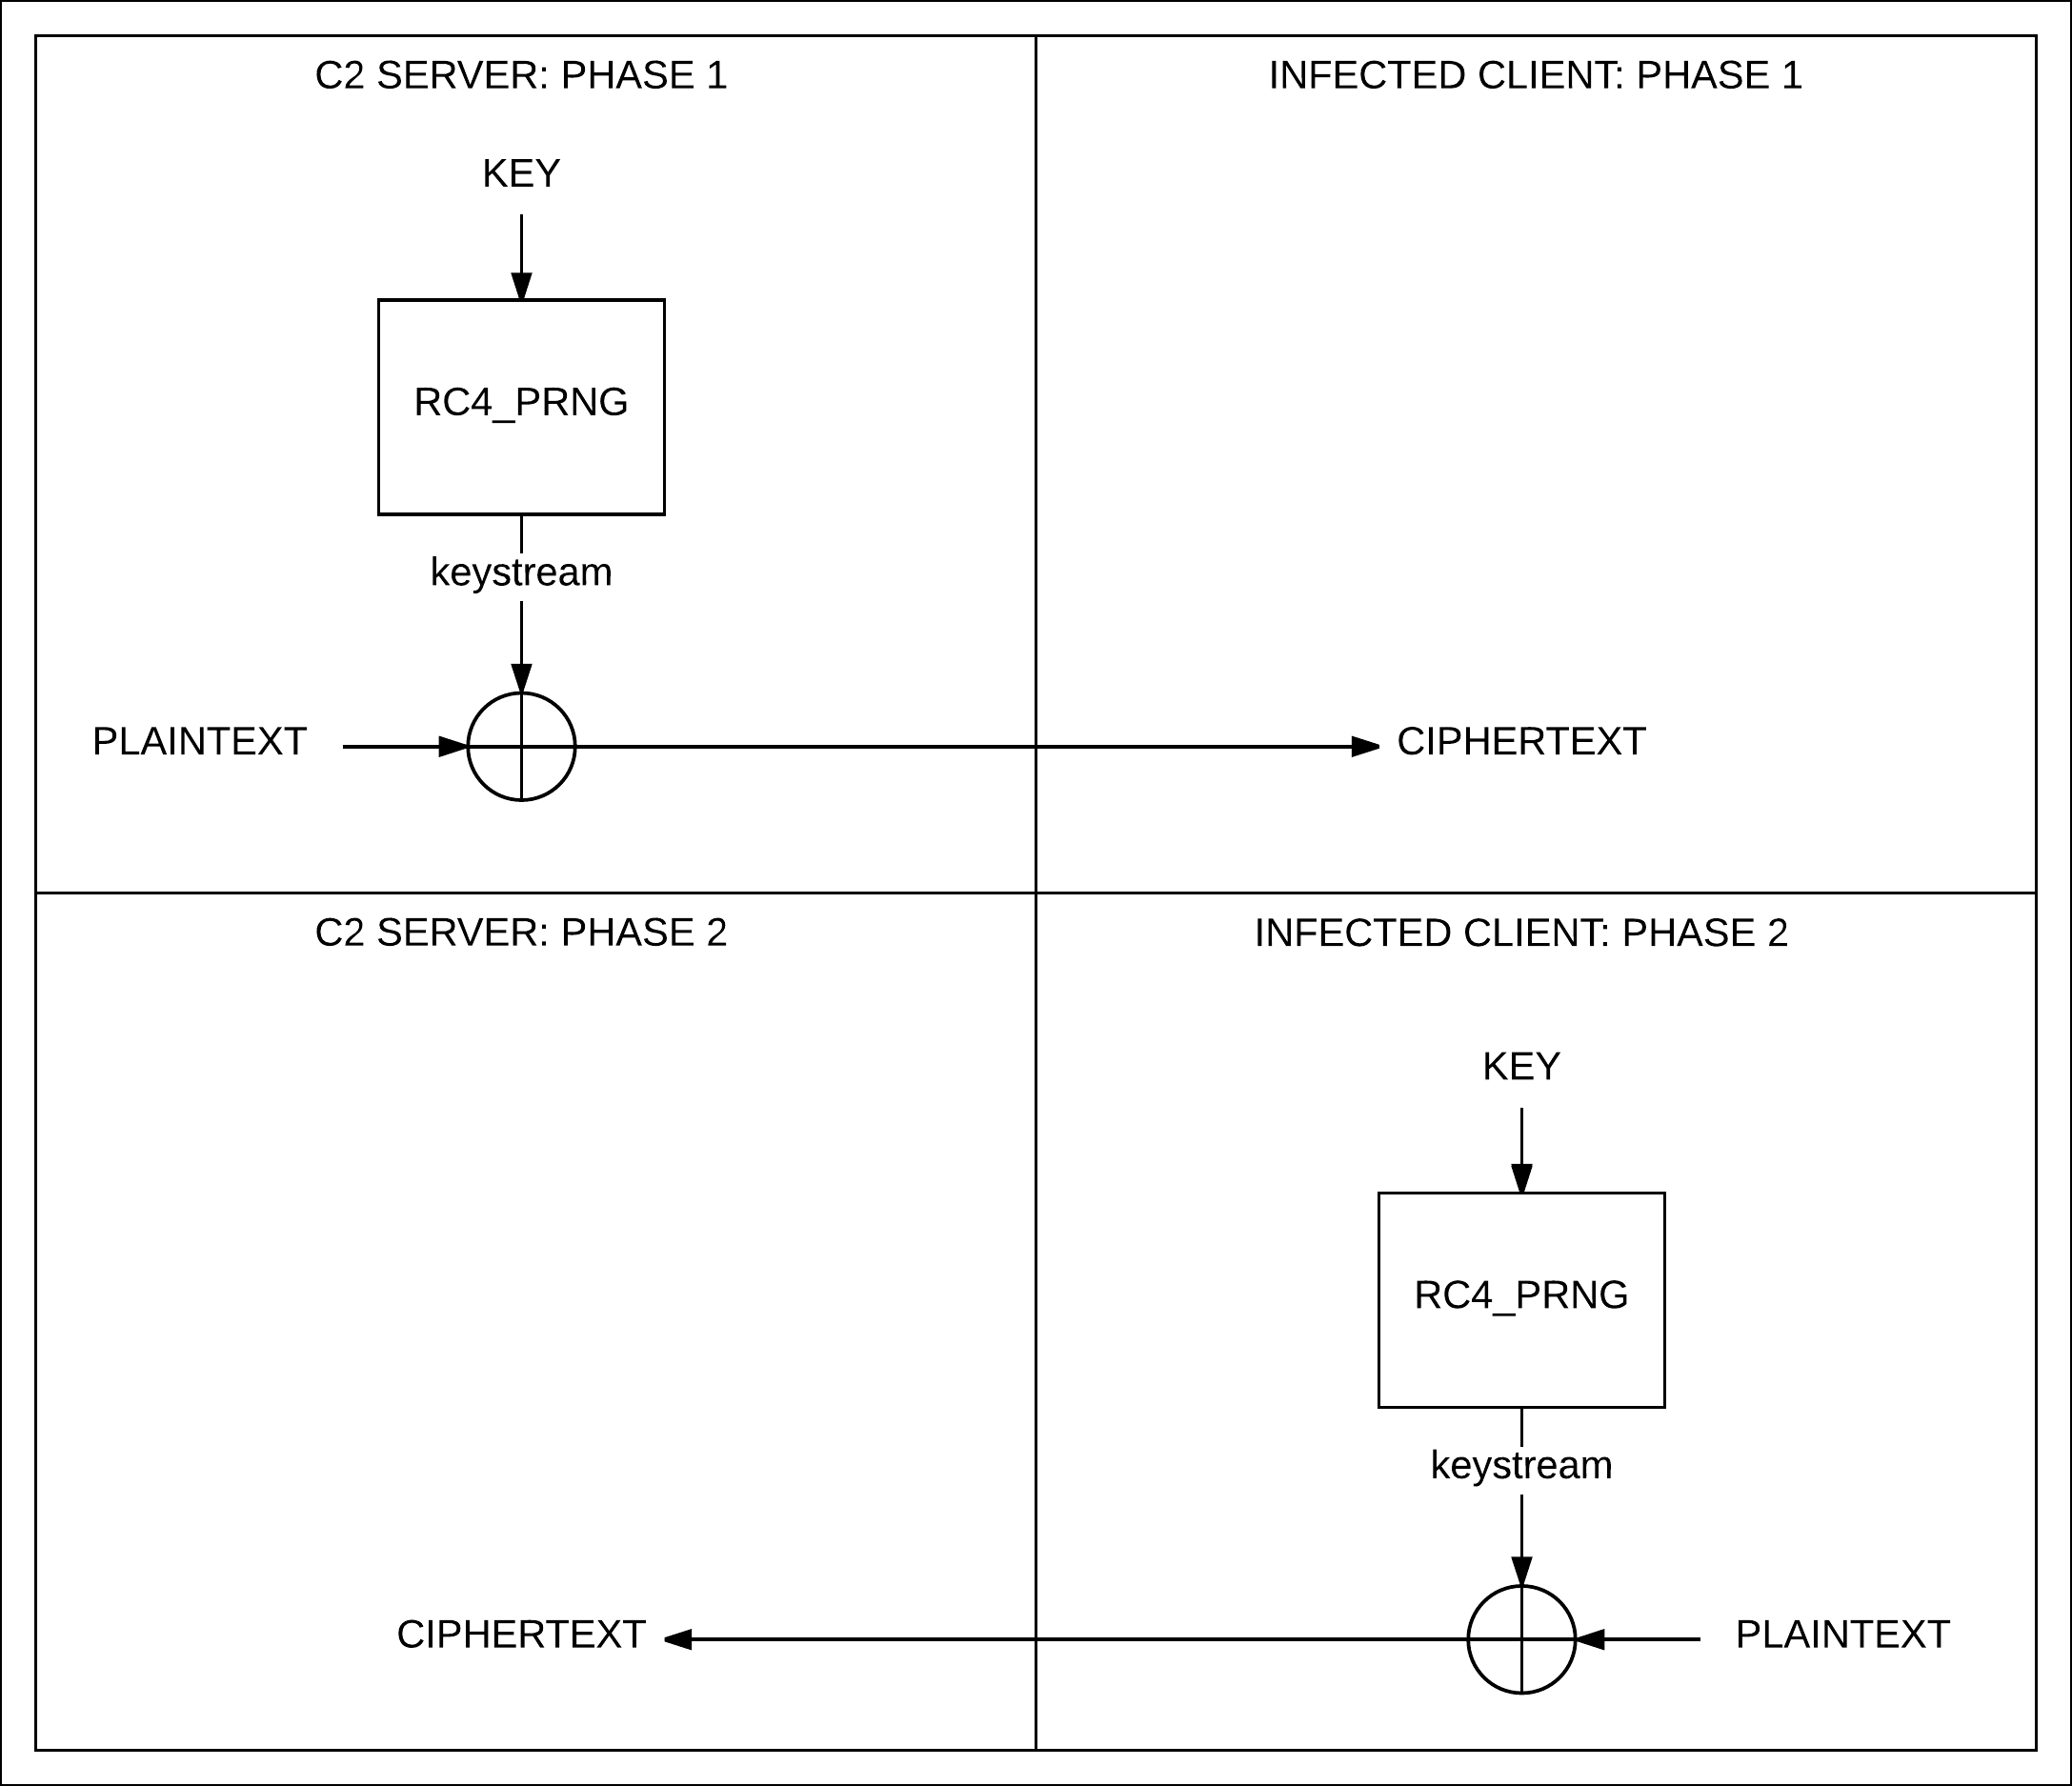 C2 SERVER: PHASE 1
KEY
RC4_PRNG
keystream
PLAINTEXT
INFECTED CLIENT: PHASE 1
CIPHERTEXT
C2 SERVER: PHASE 2
CIPHERTEXT
INFECTED CLIENT: PHASE 2
KEY
RC4_PRNG
keystream
PLAINTEXT